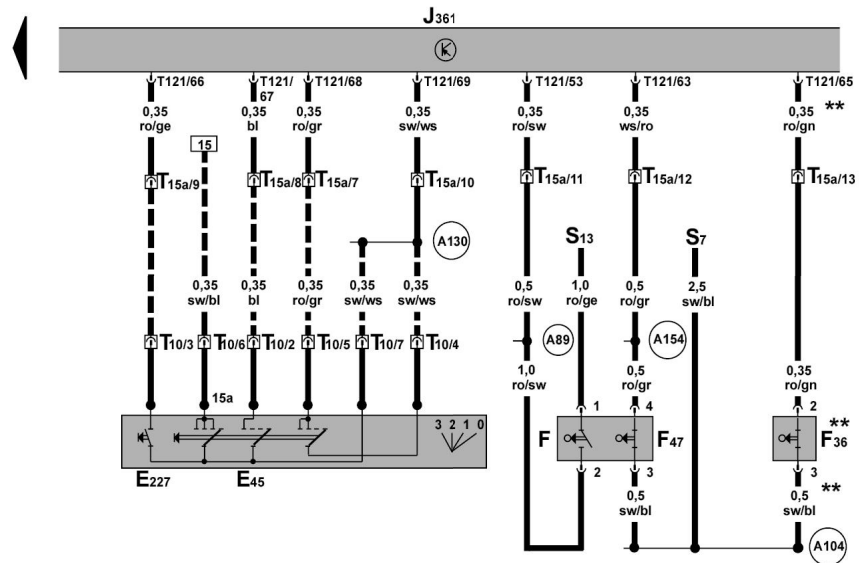 J361
T121/66
T121/67
T121/68
T121/69
T121/53
T121/63
T121/65
0,35 ro/ge
0,35 bl
0,35 ro/gr
0,35 sw/ws
0,35 ro/sw
0,35 ws/ro
0,35 ro/gn
**
15
T15a/9
T15a/8
T15a/7
T15a/10
T15a/11
T15a/12
T15a/13
A130
S13
S7
0,35 sw/bl
0,35 bl
0,35 ro/gr
0,35 sw/ws
0,35 sw/ws
0,5 ro/sw
1,0 ro/ge
0,5 ro/gr
2,5 sw/bl
T10/3
T10/6
T10/2
T10/5
T10/7
T10/4
A89
A154
1,0 ro/sw
0,5 ro/gr
0,35 ro/gn
15a
1
4
2
3 2 1 0
F
F47
**
F36
2
3
3
E227
E45
0,5 sw/bl
0,5 sw/bl
**
A104